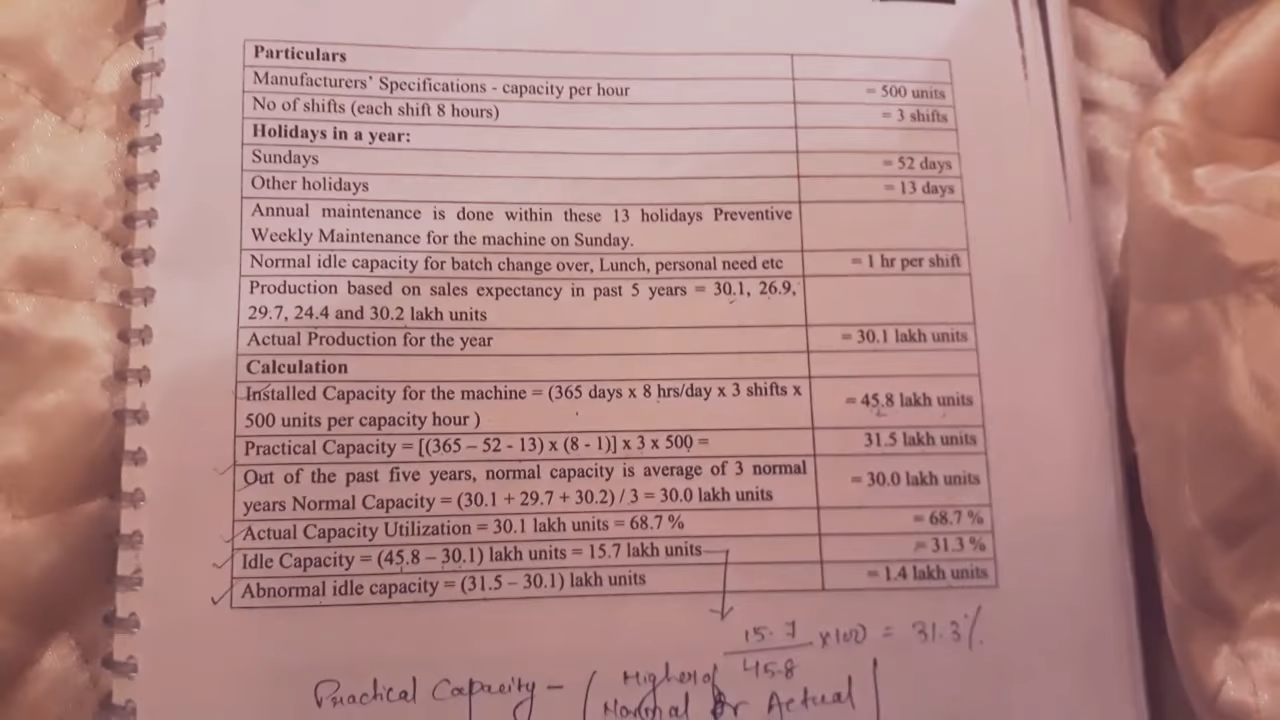 Particulars
Manufacturers' Specifications - capacity per hour = 500 units
No of shifts (each shift 8 hours) = 3 shifts
Holidays in a year:
Sundays = 52 days
Other holidays = 13 days
Annual maintenance is done within these 13 holidays Preventive
Weekly Maintenance for the machine on Sunday.
Normal idle capacity for batch change over, Lunch, personal need etc = 1 hr per shift
Production based on sales expectancy in past 5 years = 30.1, 26.9,
29.7, 24.4 and 30.2 lakh units
Actual Production for the year = 30.1 lakh units
Calculation
Installed Capacity for the machine = (365 days x 8 hrs/day x 3 shifts x
500 units per capacity hour ) = 45.8 lakh units
Practical Capacity = [(365 – 52 - 13) x (8 - 1)] x 3 x 500 = 31.5 lakh units
Out of the past five years, normal capacity is average of 3 normal
years Normal Capacity = (30.1 + 29.7 + 30.2) / 3 = 30.0 lakh units = 30.0 lakh units
Actual Capacity Utilization = 30.1 lakh units = 68.7 % = 68.7 %
Idle Capacity = (45.8 – 30.1) lakh units = 15.7 lakh units = 31.3 %
Abnormal idle capacity = (31.5 – 30.1) lakh units = 1.4 lakh units
15.7 x 100 = 31.3%
45.8
Practical Capacity – ( Higher of
Normal or Actual )